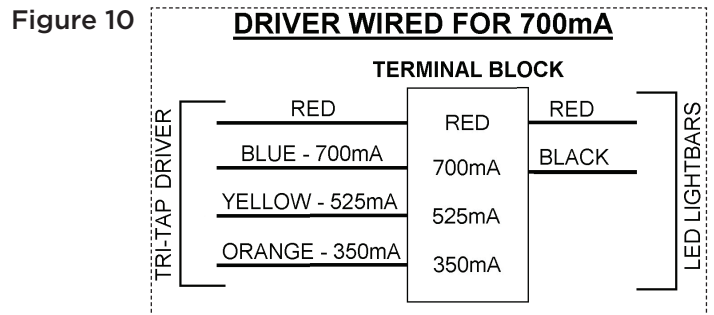 Figure 10
DRIVER WIRED FOR 700mA
TERMINAL BLOCK
TRI-TAP DRIVER
RED
BLUE - 700mA
YELLOW - 525mA
ORANGE - 350mA
RED
700mA
525mA
350mA
RED
BLACK
LED LIGHTBARS